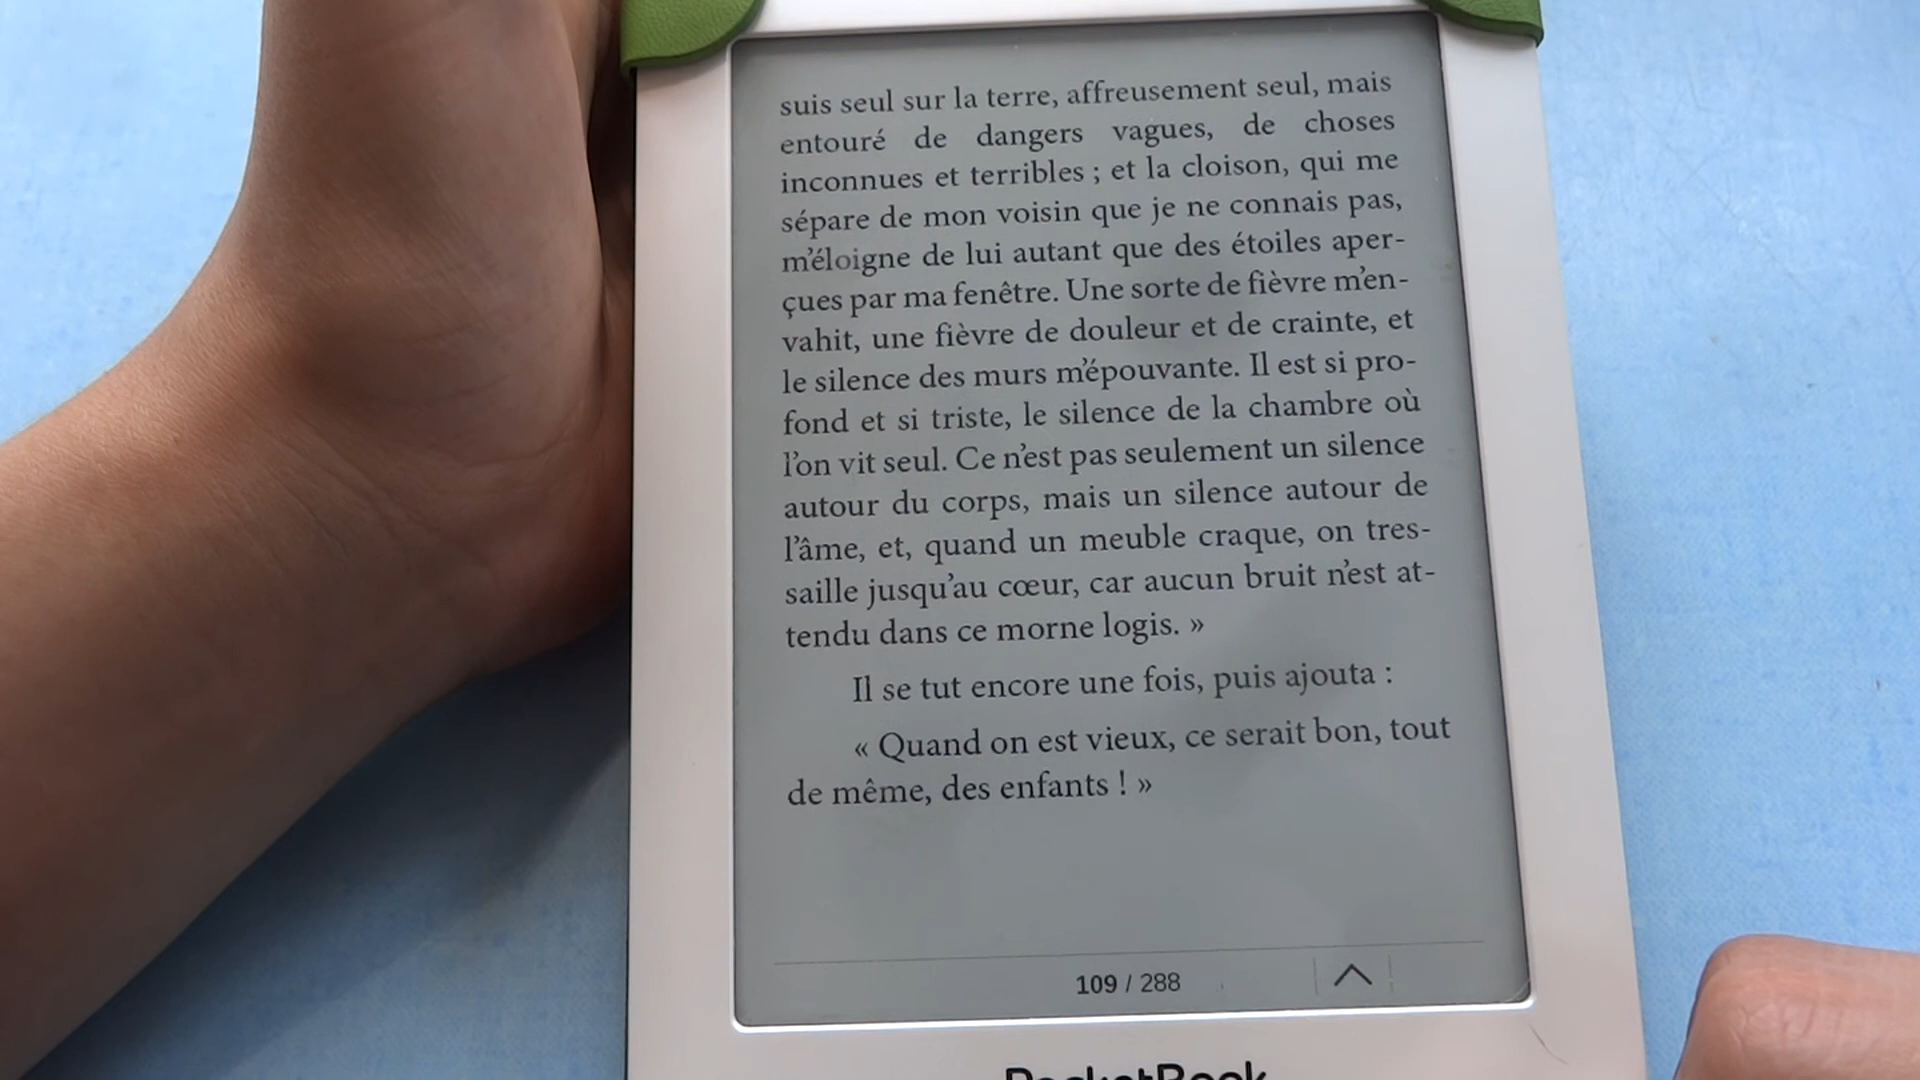 suis seul sur la terre, affreusement seul, mais
entouré de dangers vagues, de choses
inconnues et terribles ; et la cloison, qui me
sépare de mon voisin que je ne connais pas,
m’éloigne de lui autant que des étoiles aper-
çues par ma fenêtre. Une sorte de fièvre m’en-
vahit, une fièvre de douleur et de crainte, et
le silence des murs m’épouvante. Il est si pro-
fond et si triste, le silence de la chambre où
l’on vit seul. Ce n’est pas seulement un silence
autour du corps, mais un silence autour de
l’âme, et, quand un meuble craque, on tres-
saille jusqu’au cœur, car aucun bruit n’est at-
tendu dans ce morne logis. »
Il se tut encore une fois, puis ajouta :
« Quand on est vieux, ce serait bon, tout
de même, des enfants ! »
109 / 288
PocketBook